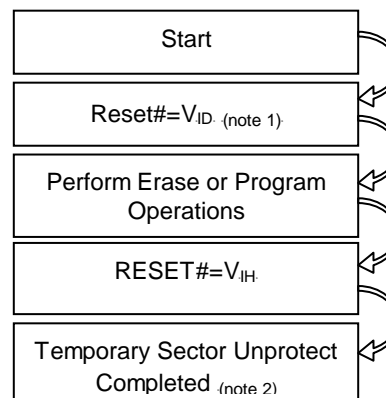 Start
Reset#=VID (note 1)
Perform Erase or Program
Operations
RESET#=VIH
Temporary Sector Unprotect
Completed (note 2)